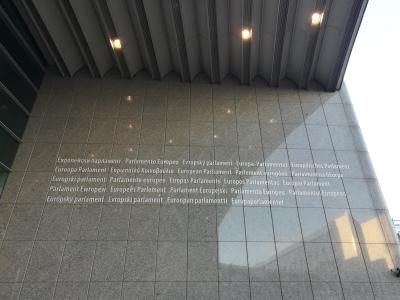 Европейски парламент Parlamento Europeo Evropský parlament Europa-Parlamentet Europäisches Parlament
Euroopa Parlament Ευρωπαϊκό Κοινοβούλιο European Parliament Parlement européen Parlaimint na hEorpa
Europski parlament Parlamento europeo Eiropas Parlaments Europos Parlamentas Európai Parlament
Parlament Ewropew Europees Parlement Parlament Europejski Parlamento Europeu Parlamentul European
Európsky parlament Evropski parlament Euroopan parlamentti Europaparlamentet